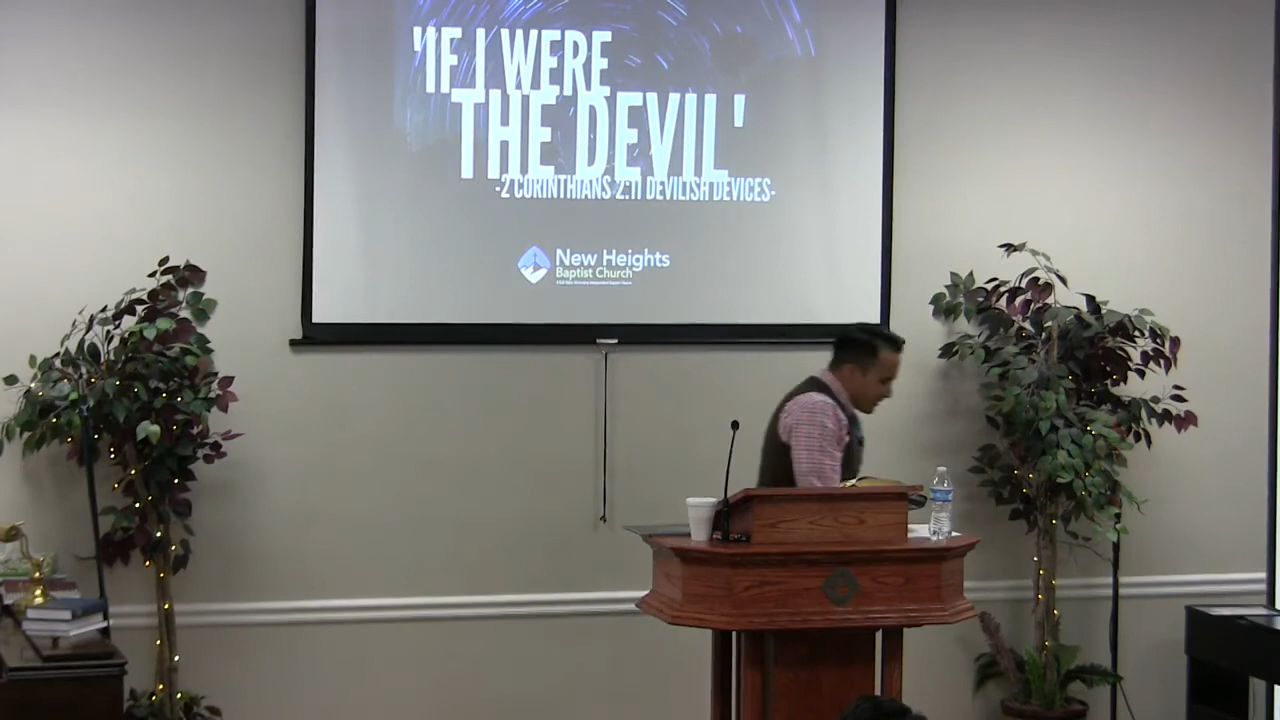 'IF I WERE
THE DEVIL'
-2 CORINTHIANS 2:11 DEVILISH DEVICES-
New Heights
Baptist Church